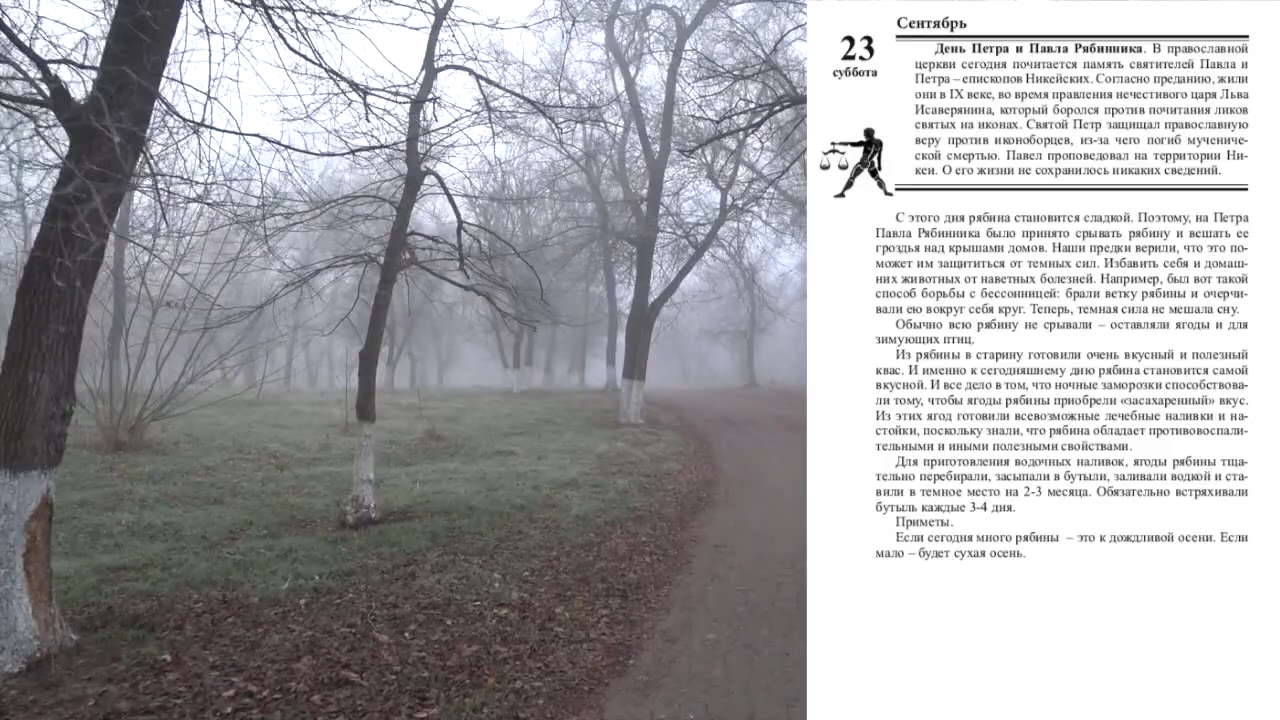 Сентябрь
23
суббота
День Петра и Павла Рябинника. В православной
церкви сегодня почитается память святителей Павла и
Петра – епископов Никейских. Согласно преданию, жили
они в IX веке, во время правления нечестивого царя Льва
Исаверянина, который боролся против почитания ликов
святых на иконах. Святой Петр защищал православную
веру против иконоборцев, из-за чего погиб мучениче-
ской смертью. Павел проповедовал на территории Ни-
кеи. О его жизни не сохранилось никаких сведений.
С этого дня рябина становится сладкой. Поэтому, на Петра
Павла Рябинника было принято срывать рябину и вешать ее
гроздья над крышами домов. Наши предки верили, что это по-
может им защититься от темных сил. Избавить себя и домаш-
них животных от наветных болезней. Например, был вот такой
способ борьбы с бессонницей: брали ветку рябины и очерчи-
вали ею вокруг себя круг. Теперь, темная сила не мешала сну.
Обычно всю рябину не срывали – оставляли ягоды и для
зимующих птиц.
Из рябины в старину готовили очень вкусный и полезный
квас. И именно к сегодняшнему дню рябина становится самой
вкусной. И все дело в том, что ночные заморозки способствова-
ли тому, чтобы ягоды рябины приобрели «засахаренный» вкус.
Из этих ягод готовили всевозможные лечебные наливки и на-
стойки, поскольку знали, что рябина обладает противовоспали-
тельными и иными полезными свойствами.
Для приготовления водочных наливок, ягоды рябины тща-
тельно перебирали, засыпали в бутыли, заливали водкой и ста-
вили в темное место на 2-3 месяца. Обязательно встряхивали
бутыль каждые 3-4 дня.
Приметы.
Если сегодня много рябины – это к дождливой осени. Если
мало – будет сухая осень.